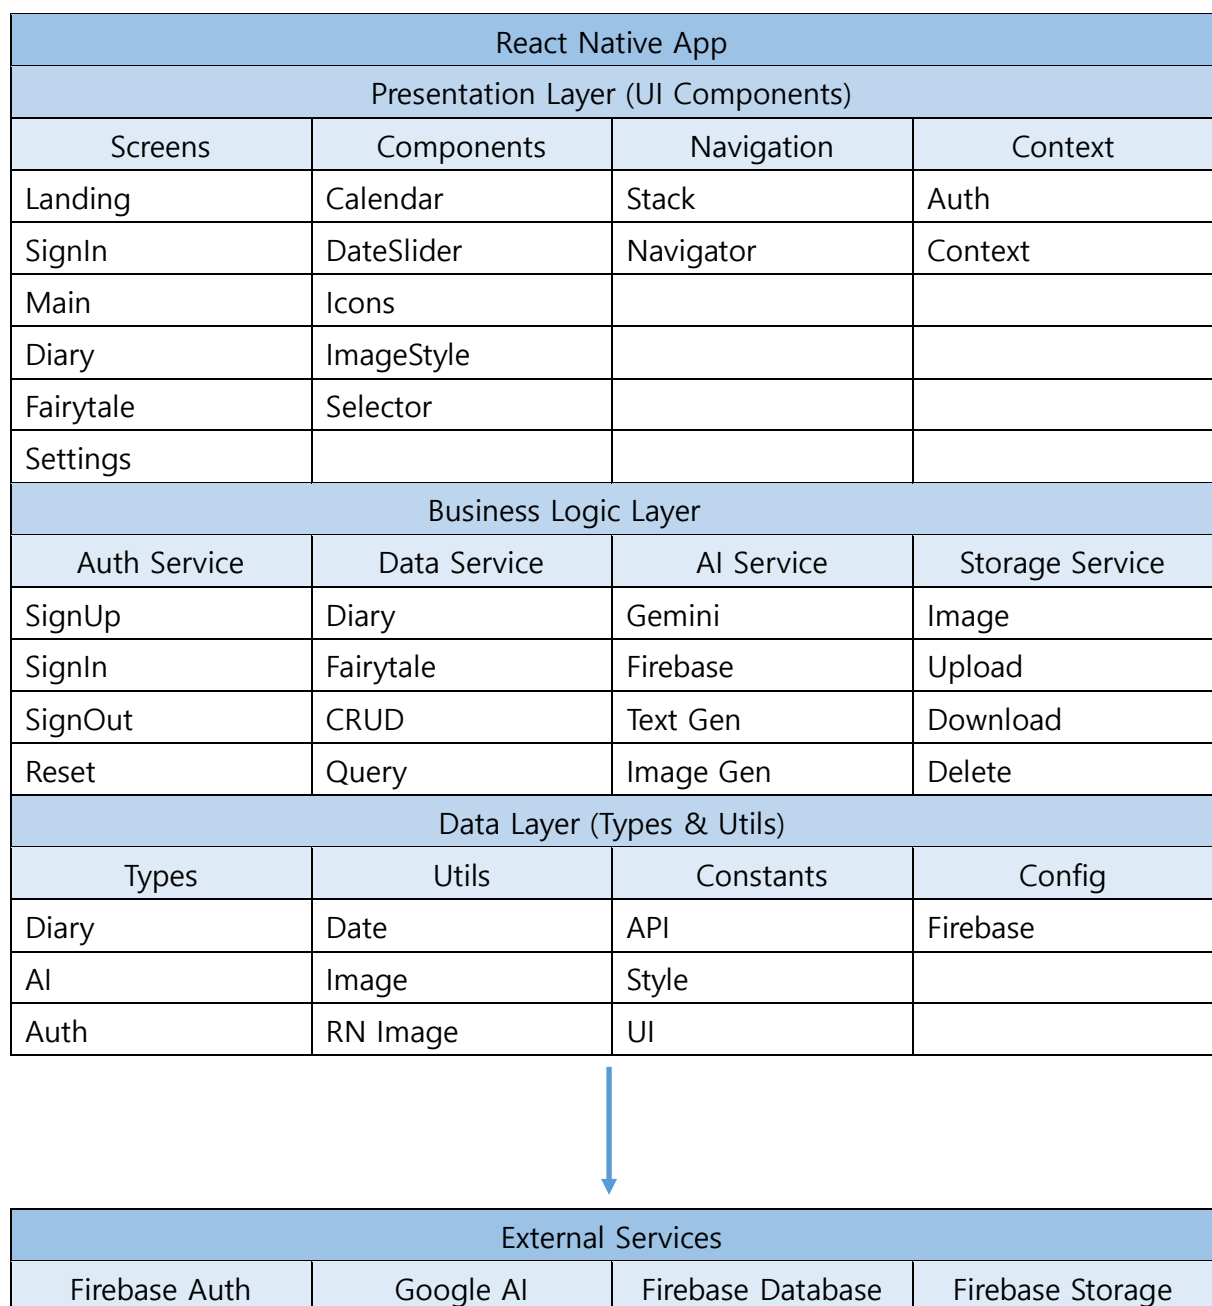 React Native App
Presentation Layer (UI Components)
Screens Components Navigation Context
Landing Calendar Stack Auth
SignIn DateSlider Navigator Context
Main Icons
Diary ImageStyle
Fairytale Selector
Settings
Business Logic Layer
Auth Service Data Service AI Service Storage Service
SignUp Diary Gemini Image
SignIn Fairytale Firebase Upload
SignOut CRUD Text Gen Download
Reset Query Image Gen Delete
Data Layer (Types & Utils)
Types Utils Constants Config
Diary Date API Firebase
AI Image Style
Auth RN Image UI
External Services
Firebase Auth Google AI Firebase Database Firebase Storage